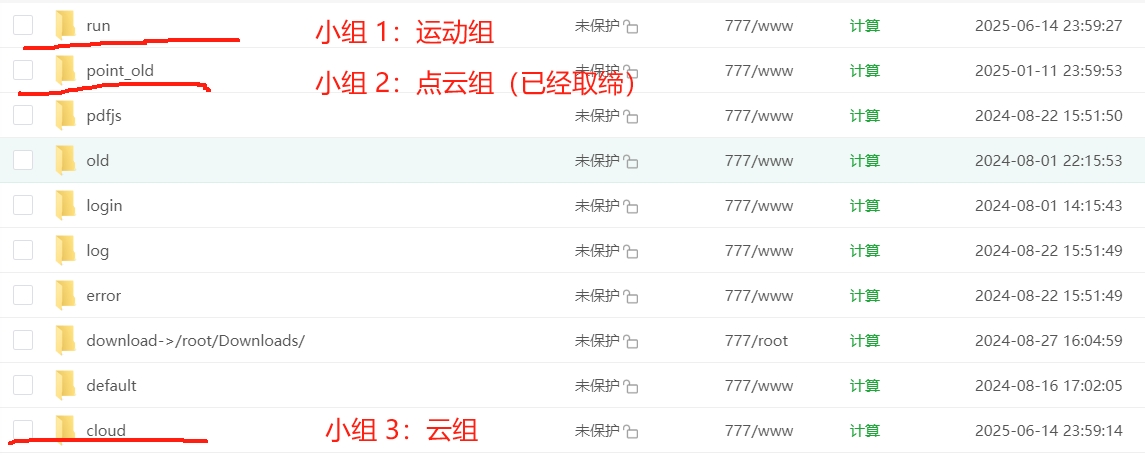 run 小组 1：运动组 未保护 777/www 计算 2025-06-14 23:59:27
point_old 小组 2：点云组（已经取缔） 未保护 777/www 计算 2025-01-11 23:59:53
pdfjs 未保护 777/www 计算 2024-08-22 15:51:50
old 未保护 777/www 计算 2024-08-01 22:15:53
login 未保护 777/www 计算 2024-08-01 14:15:43
log 未保护 777/www 计算 2024-08-22 15:51:49
error 未保护 777/www 计算 2024-08-22 15:51:49
download->/root/Downloads/ 未保护 777/root 计算 2024-08-27 16:04:59
default 未保护 777/www 计算 2024-08-16 17:02:05
cloud 小组 3：云组 未保护 777/www 计算 2025-06-14 23:59:14